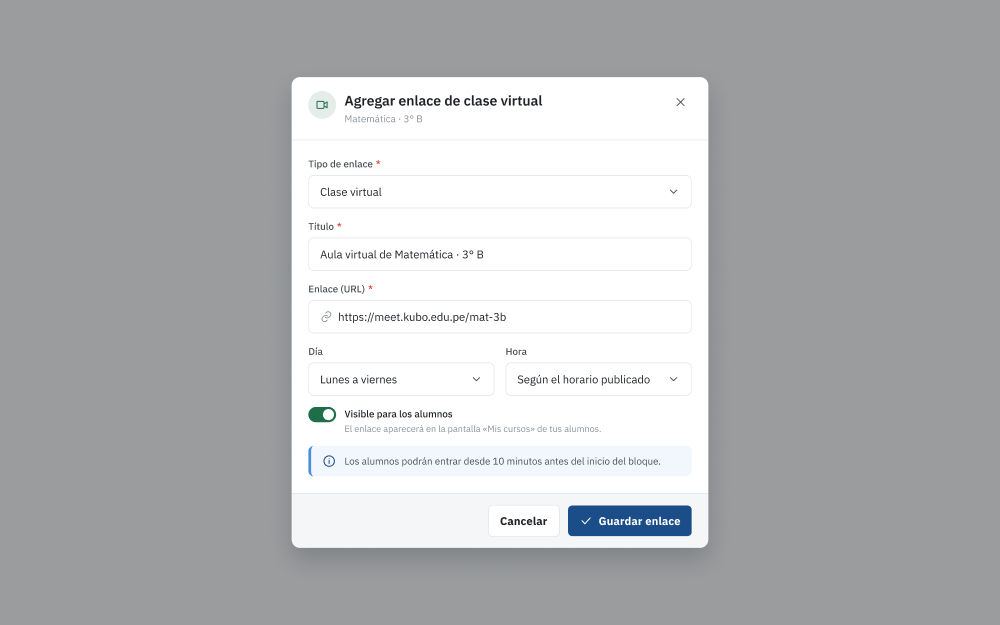 Agregar enlace de clase virtual
Matemática · 3° B
Tipo de enlace *
Clase virtual
Título *
Aula virtual de Matemática · 3° B
Enlace (URL) *
https://meet.kubo.edu.pe/mat-3b
Día
Hora
Lunes a viernes
Según el horario publicado
Visible para los alumnos
El enlace aparecerá en la pantalla «Mis cursos» de tus alumnos.
Los alumnos podrán entrar desde 10 minutos antes del inicio del bloque.
Cancelar
Guardar enlace